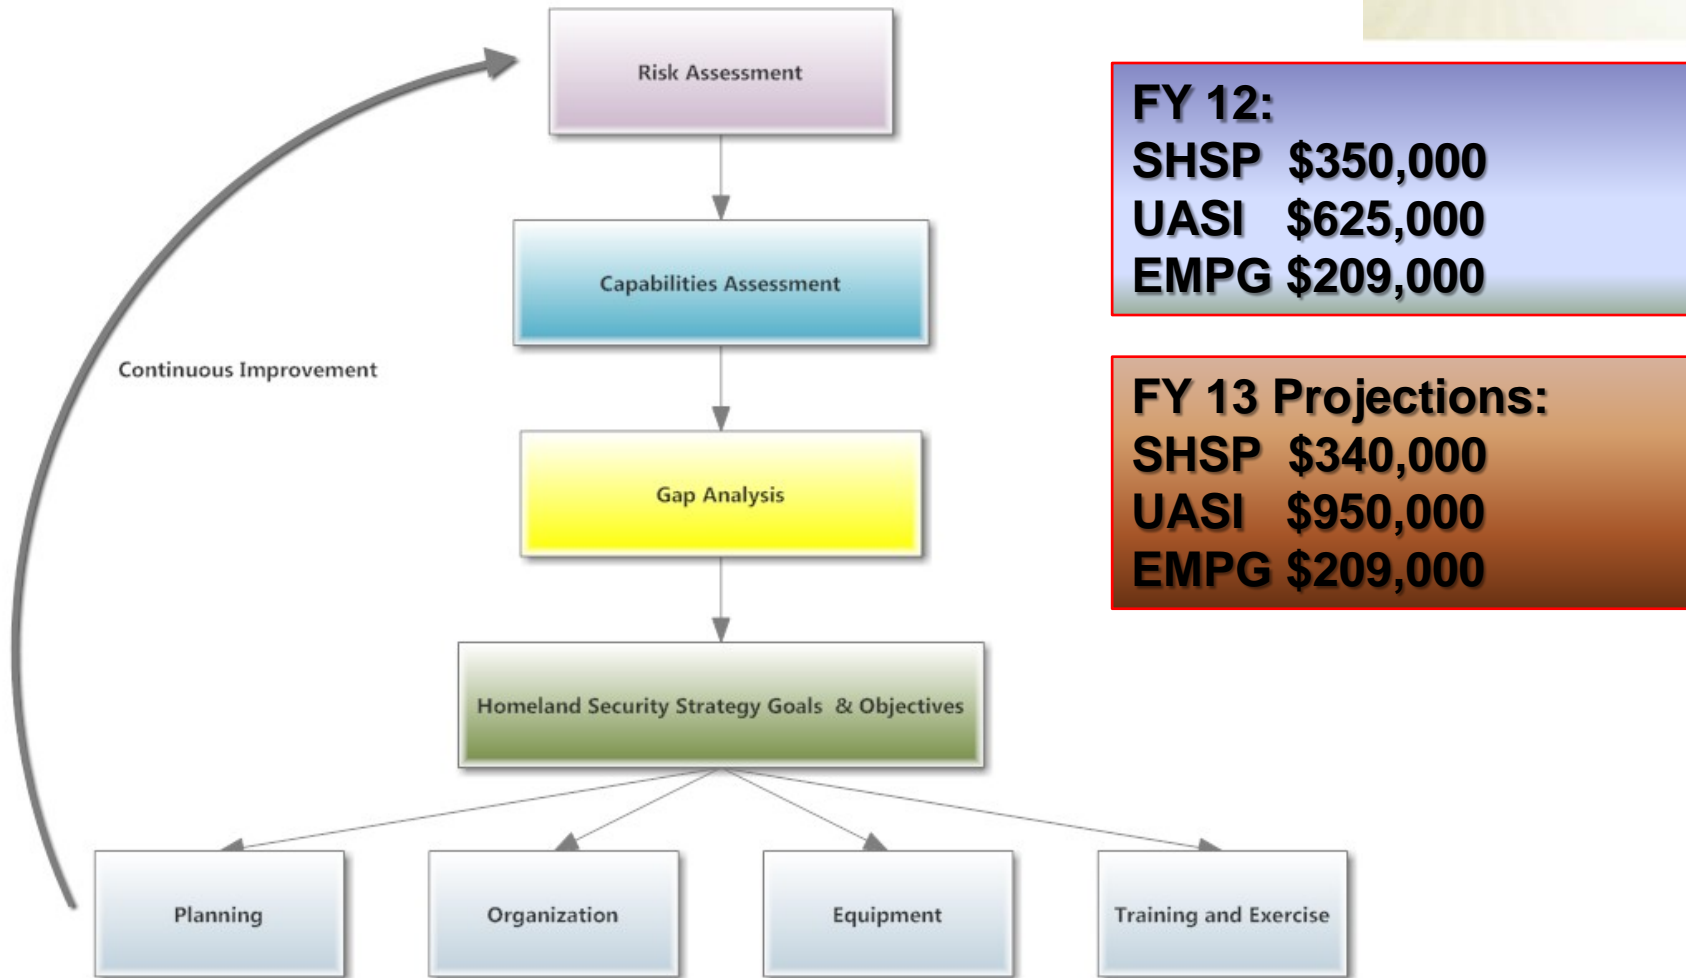 Risk Assessment
Capabilities Assessment
Continuous Improvement
Gap Analysis
Homeland Security Strategy Goals & Objectives
Planning
Organization
Equipment
Training and Exercise
FY 12:
SHSP $350,000
UASI $625,000
EMPG $209,000
FY 13 Projections:
SHSP $340,000
UASI $950,000
EMPG $209,000